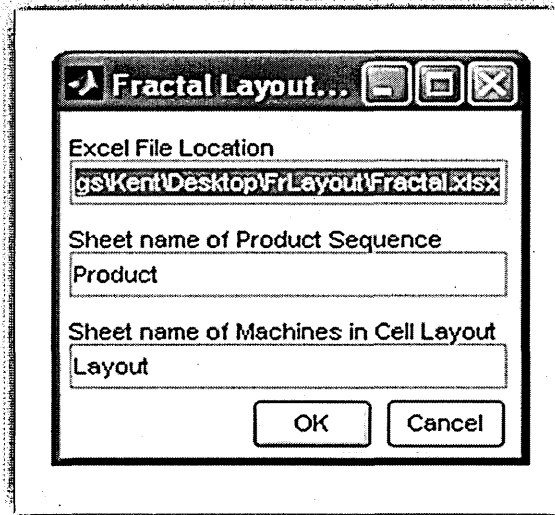 Fractal Layout...
Excel File Location
gs\Kent\Desktop\FrLayout\Fractal.xlsx
Sheet name of Product Sequence
Product
Sheet name of Machines in Cell Layout
Layout
OK Cancel